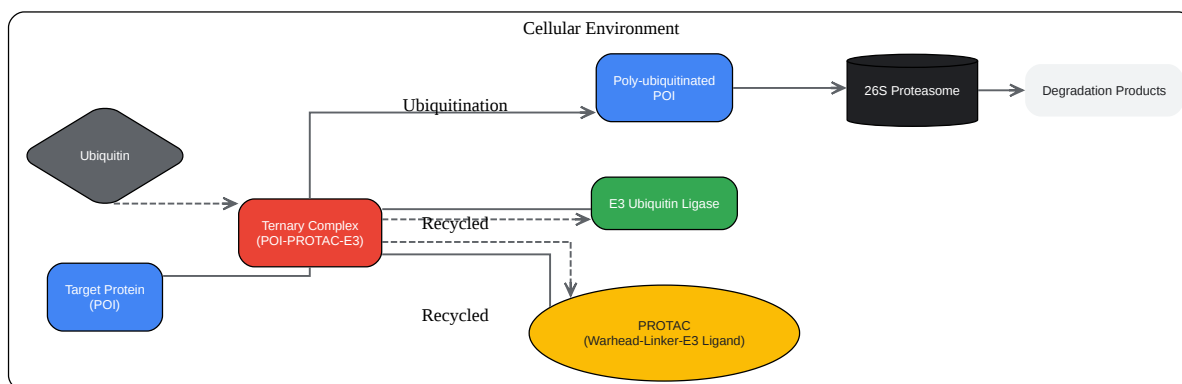 Cellular Environment
Poly-ubiquitinated
POI
26S Proteasome
Degradation Products
Ubiquitination
Ubiquitin
E3 Ubiquitin Ligase
Ternary Complex
(POI-PROTAC-E3)
Recycled
Target Protein
(POI)
Recycled
PROTAC
(Warhead-Linker-E3 Ligand)